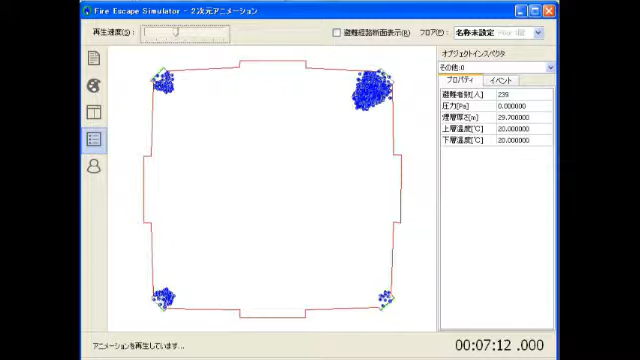 Fire Escape Simulator - 2次元アニメーション
再生速度(S):
避難経路断面表示(R)
フロア(F): 名称未設定
オブジェクトインスペクタ
その他:0
プロパティ イベント
避難者数[人] 239
圧力[Pa] 0.000000
煙層厚さ[m] 29.700000
上層温度[℃] 20.000000
下層温度[℃] 20.000000
アニメーションを再生しています...
00:07:12 .000